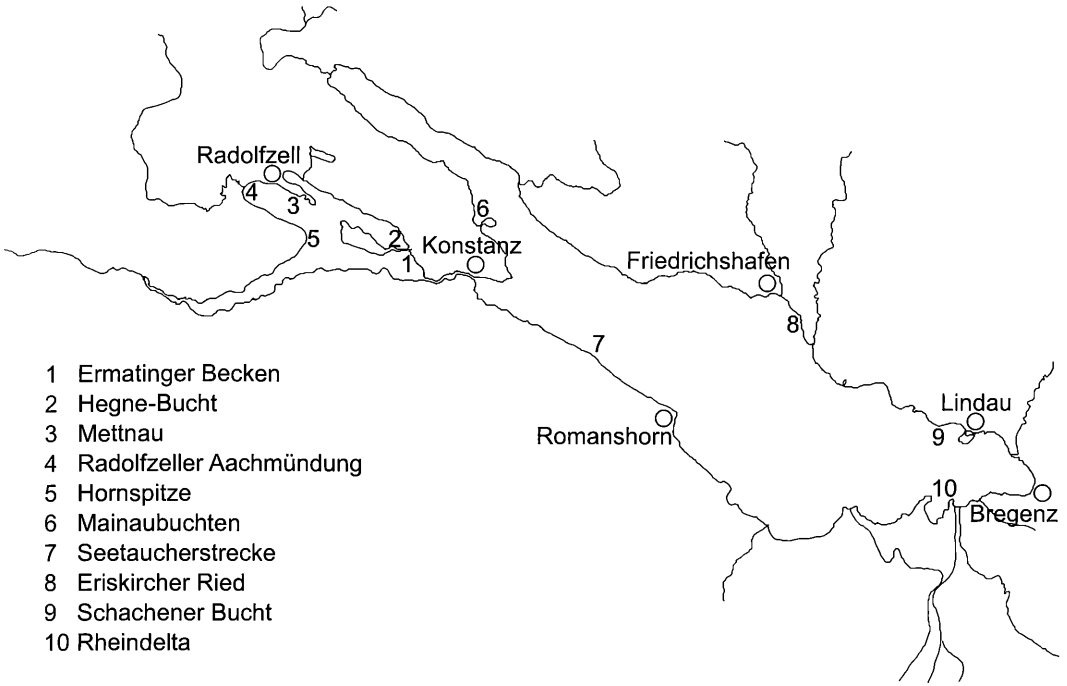 Radolfzell
4
3
6
5
2
Konstanz
1
Friedrichshafen
8
7
Lindau
Romanshorn
9
10
Bregenz
1 Ermatinger Becken
2 Hegne-Bucht
3 Mettnau
4 Radolfzeller Aachmündung
5 Hornspitze
6 Mainaubuchten
7 Seetaucherstrecke
8 Eriskircher Ried
9 Schachener Bucht
10 Rheindelta